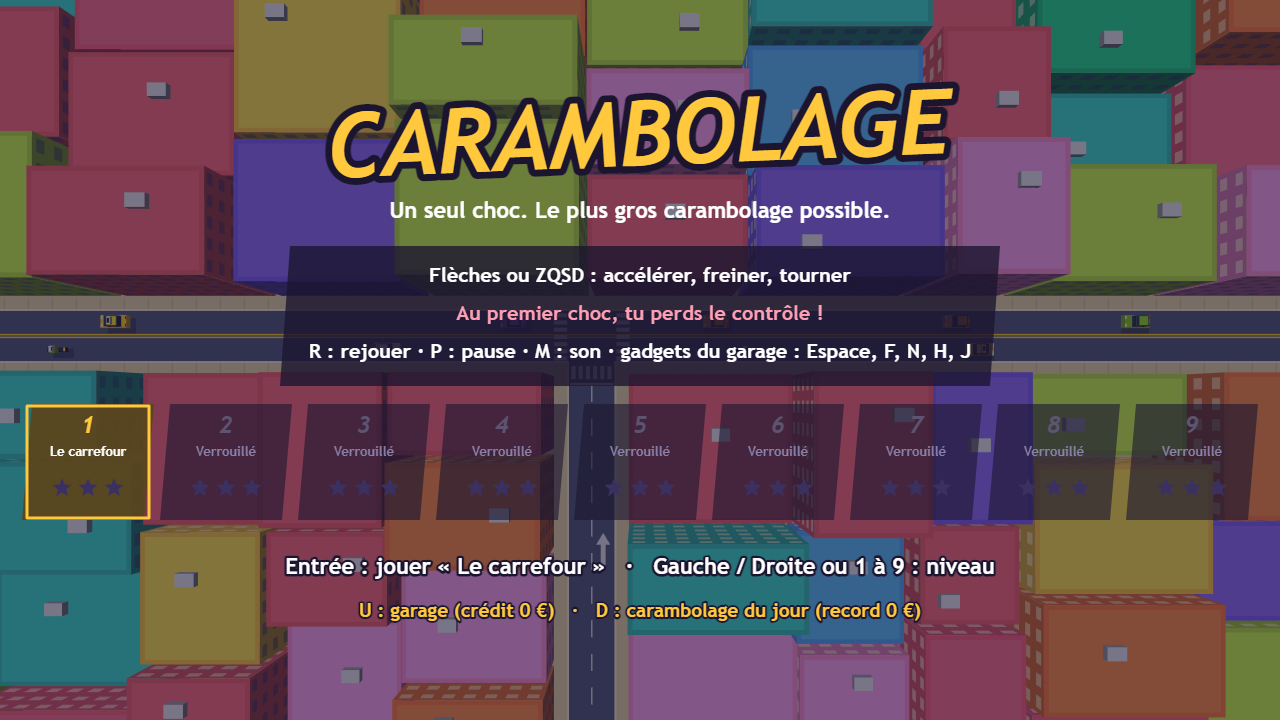 CARAMBOLAGE
Un seul choc. Le plus gros carambolage possible.
Flèches ou ZQSD : accélérer, freiner, tourner
Au premier choc, tu perds le contrôle !
R : rejouer · P : pause · M : son · gadgets du garage : Espace, F, N, H, J
1 2 3 4 5 6 7 8 9
Le carrefour Verrouillé Verrouillé Verrouillé Verrouillé Verrouillé Verrouillé Verrouillé Verrouillé
Entrée : jouer « Le carrefour » · Gauche / Droite ou 1 à 9 : niveau
U : garage (crédit 0 €) · D : carambolage du jour (record 0 €)